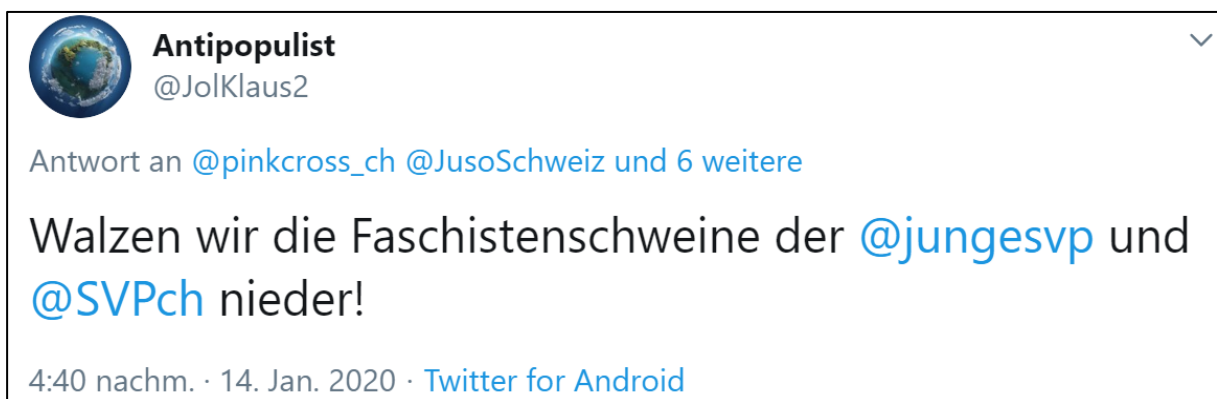 Antipopulist
@JolKlaus2
Antwort an @pinkcross_ch @JusoSchweiz und 6 weitere
Walzen wir die Faschistenschweine der @jungesvp und
@SVPch nieder!
4:40 nachm. · 14. Jan. 2020 · Twitter for Android